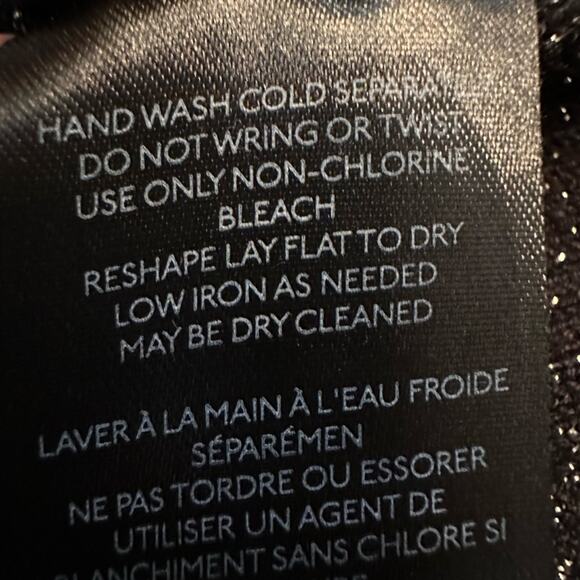 HAND WASH COLD
DO NOT WRING OR TWIST
USE ONLY NON-CHLORINE
BLEACH
RESHAPE LAY FLAT TO DRY
LOW IRON AS NEEDED
MAY BE DRY CLEANED
LAVER À LA MAIN À L'EAU FROIDE
SÉPARÉMEN
NE PAS TORDRE OU ESSORER
UTILISER UN AGENT DE
BLANCHIMENT SANS CHLORE SI